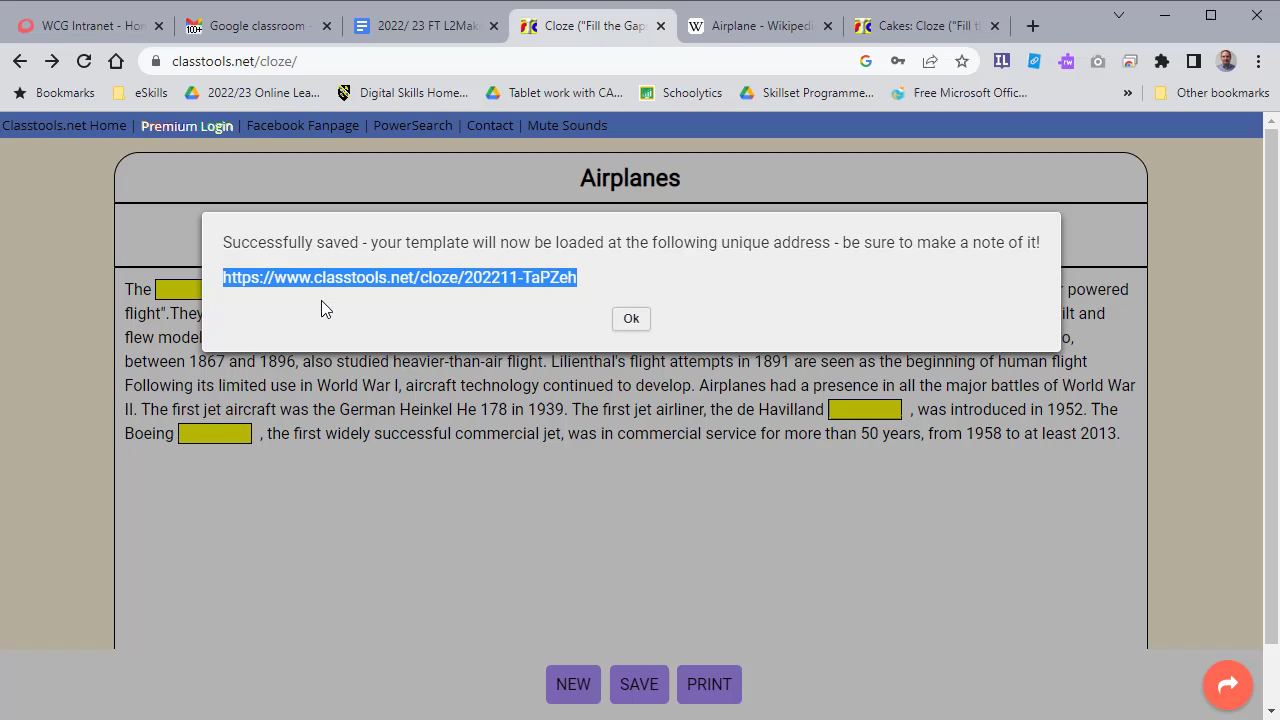 WCG Intranet - Hor
Google classroom -
2022/ 23 FT L2Mak
Cloze ("Fill the Gap
Airplane - Wikipedi
Cakes: Cloze ("Fill t
classtools.net/cloze/
Bookmarks
eSkills
2022/23 Online Lea...
Digital Skills Home...
Tablet work with CA...
Schoolytics
Skillset Programme...
Free Microsoft Offic...
»
Other bookmarks
Classtools.net Home | Premium Login | Facebook Fanpage | PowerSearch | Contact | Mute Sounds
Airplanes
Successfully saved - your template will now be loaded at the following unique address - be sure to make a note of it!
https://www.classtools.net/cloze/202211-TaPZeh
Ok
The
r powered
flight".They
ilt and
flew model
o,
between 1867 and 1896, also studied heavier-than-air flight. Lilienthal's flight attempts in 1891 are seen as the beginning of human flight
Following its limited use in World War I, aircraft technology continued to develop. Airplanes had a presence in all the major battles of World War
II. The first jet aircraft was the German Heinkel He 178 in 1939. The first jet airliner, the de Havilland , was introduced in 1952. The
Boeing , the first widely successful commercial jet, was in commercial service for more than 50 years, from 1958 to at least 2013.
NEW
SAVE
PRINT